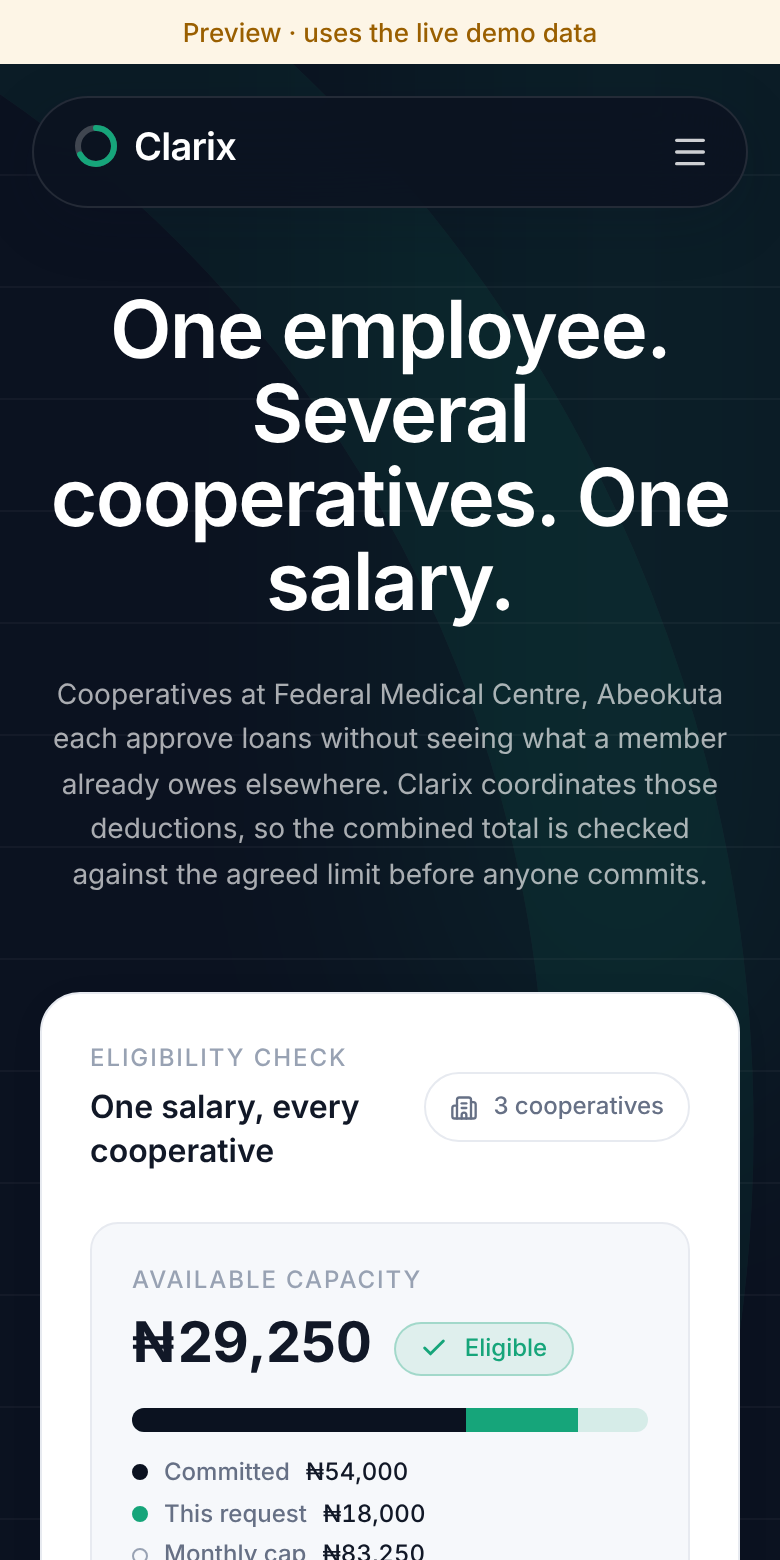 Preview · uses the live demo data
Clarix
One employee.
Several
cooperatives. One
salary.
Cooperatives at Federal Medical Centre, Abeokuta
each approve loans without seeing what a member
already owes elsewhere. Clarix coordinates those
deductions, so the combined total is checked
against the agreed limit before anyone commits.
ELIGIBILITY CHECK
One salary, every
cooperative
3 cooperatives
AVAILABLE CAPACITY
₦29,250
Eligible
Committed ₦54,000
This request ₦18,000
Monthly cap ₦83,250